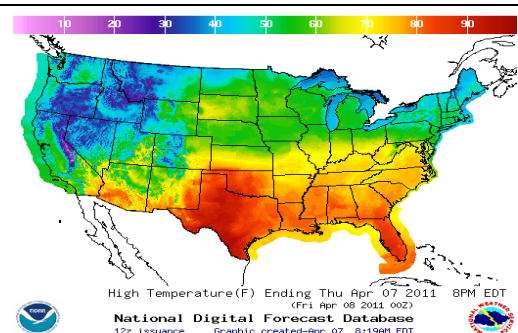 10 20 30 40 50 60 70 80 90
High Temperature(F) Ending Thu Apr 07 2011 8PM EDT
(Fri Apr 08 2011 00Z)
National Digital Forecast Database
12z issuance Graphic created-Apr 07 8:19AM EDT
NOAA